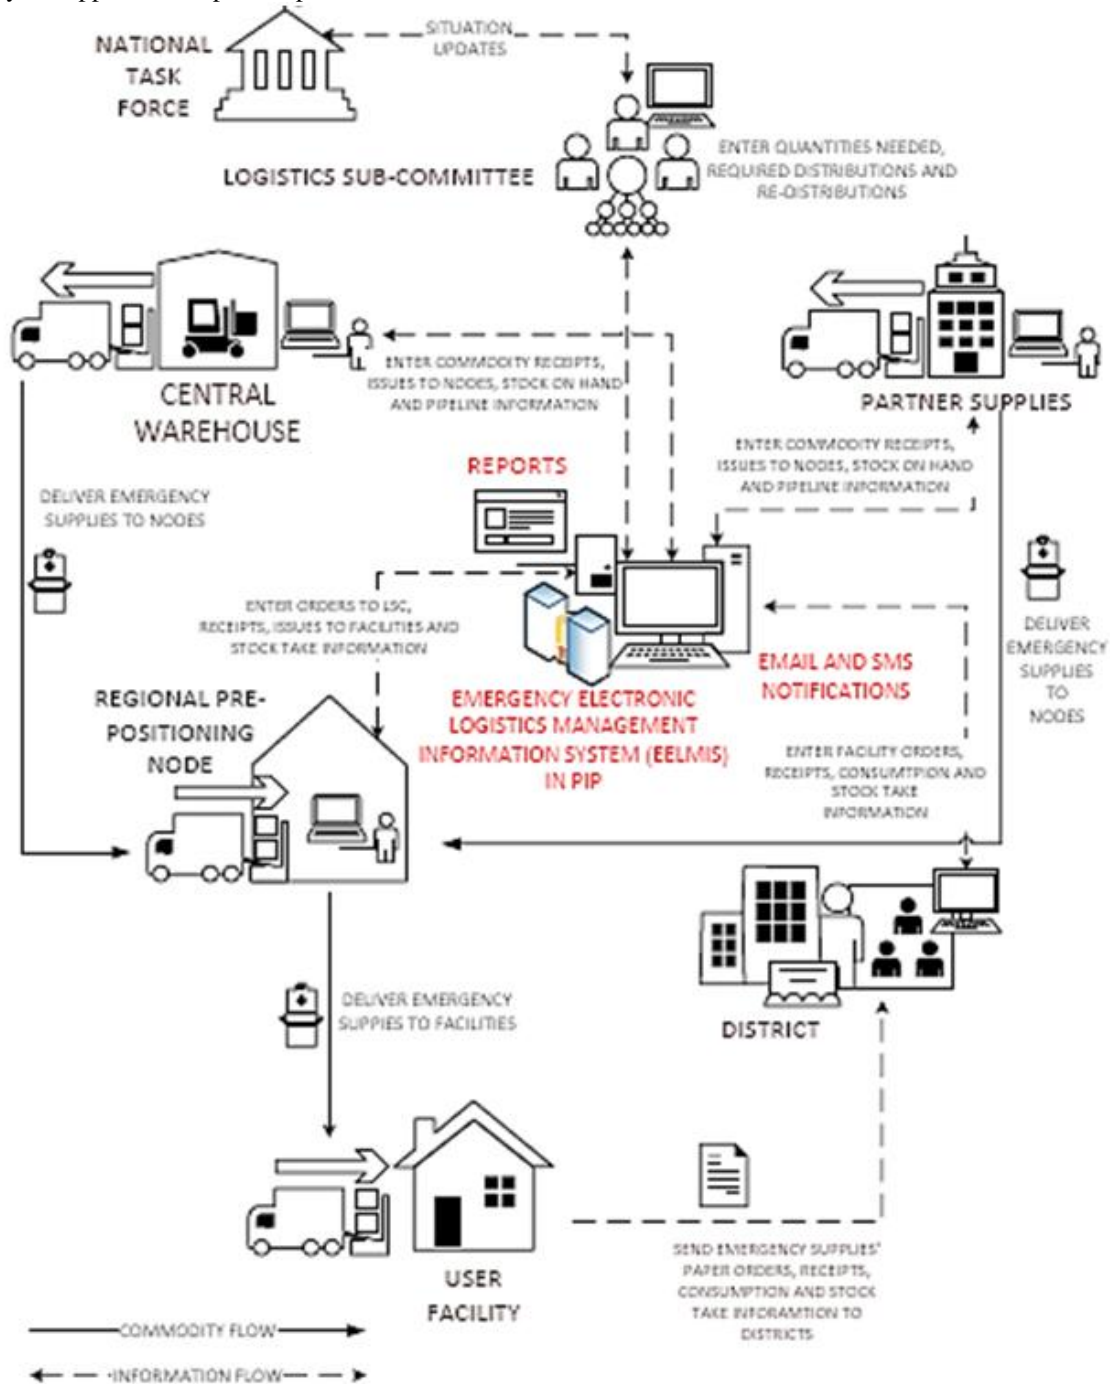 NATIONAL
TASK
FORCE
SITUATION
UPDATES
LOGISTICS SUB-COMMITTEE
ENTER QUANTITIES NEEDED,
REQUIRED DISTRIBUTIONS AND
RE-DISTRIBUTIONS
CENTRAL
WAREHOUSE
ENTER COMMODITY RECEIPTS,
ISSUES TO NODES, STOCK ON HAND
AND PIPELINE INFORMATION
PARTNER SUPPLIES
ENTER COMMODITY RECEIPTS,
ISSUES TO NODES, STOCK ON HAND
AND PIPELINE INFORMATION
REPORTS
DELIVER EMERGENCY
SUPPLIES TO NODES
ENTER ORDERS TO LSC,
RECEIPTS, ISSUES TO FACILITIES AND
STOCK TAKE INFORMATION
DELIVER
EMERGENCY
SUPPLIES
TO
NODES
EMAIL AND SMS
NOTIFICATIONS
EMERGENCY ELECTRONIC
LOGISTICS MANAGEMENT
INFORMATION SYSTEM (EELMIS)
IN PIP
REGIONAL PRE-
POSITIONING
NODE
ENTER FACILITY ORDERS,
RECEIPTS, CONSUMTPION AND
STOCK TAKE
INFORMATION
DISTRICT
DELIVER EMERGENCY
SUPPIES TO FACILITIES
USER
FACILITY
SEND EMERGENCY SUPPLIES'
PAPER ORDERS, RECEIPTS,
CONSUMPTION AND STOCK
TAKE INFORAMTION TO
DISTRICTS
COMMODITY FLOW
INFORMATION FLOW